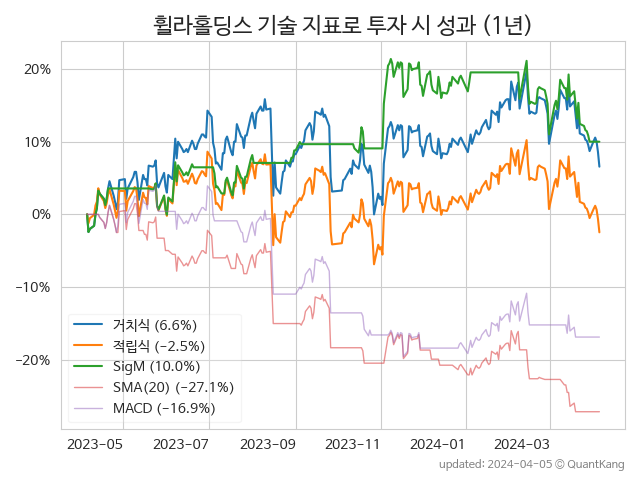 휠라홀딩스 기술 지표로 투자 시 성과 (1년)
20%
10%
0%
−10%
−20%
거치식 (6.6%)
적립식 (−2.5%)
SigM (10.0%)
SMA(20) (−27.1%)
MACD (−16.9%)
2023−05
2023−07
2023−09
2023−11
2024−01
2024−03
updated: 2024−04−05 ⓒ QuantKang